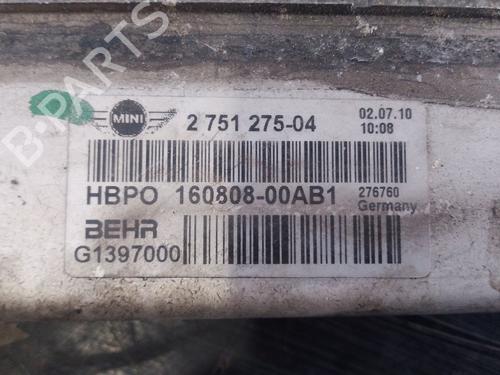 B-PARTS
MINI 2 751 275-04 02.07.10
10:08
HBPO 160808-00AB1 276760
Germany
BEHR
G1397000